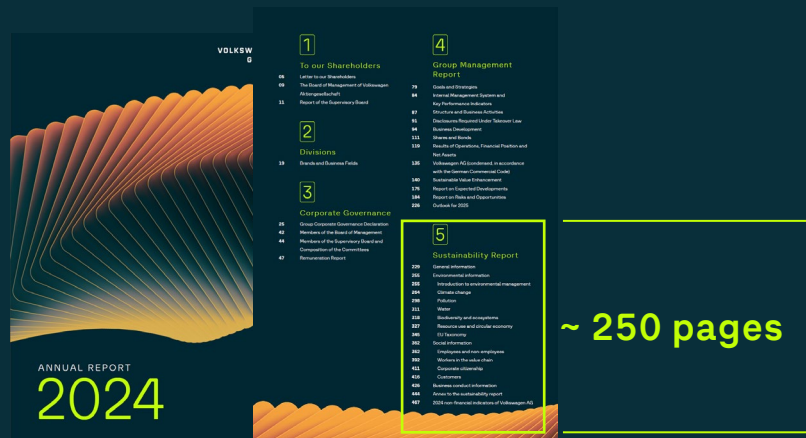 VOLKSW
G
ANNUAL REPORT
2024
1
To our Shareholders
05 Letter to our Shareholders
09 The Board of Management of Volkswagen
Aktiengesellschaft
11 Report of the Supervisory Board
2
Divisions
19 Brands and Business Fields
3
Corporate Governance
25 Group Corporate Governance Declaration
42 Members of the Board of Management
44 Members of the Supervisory Board and
Composition of the Committees
47 Remuneration Report
4
Group Management
Report
79 Goals and Strategies
84 Internal Management System and
Key Performance Indicators
87 Structure and Business Activities
91 Disclosures Required Under Takeover Law
94 Business Development
111 Shares and Bonds
119 Results of Operations, Financial Position and
Net Assets
135 Volkswagen AG (condensed, in accordance
with the German Commercial Code)
140 Sustainable Value Enhancement
175 Report on Expected Developments
184 Report on Risks and Opportunities
226 Outlook for 2025
5
Sustainability Report
229 General information
255 Environmental information
255 Introduction to environmental management
264 Climate change
298 Pollution
311 Water
318 Biodiversity and ecosystems
327 Resource use and circular economy
345 EU Taxonomy
362 Social information
362 Employees and non-employees
392 Workers in the value chain
411 Corporate citizenship
416 Customers
426 Business conduct information
444 Annex to the sustainability report
467 2024 non-financial indicators of Volkswagen AG
~ 250 pages